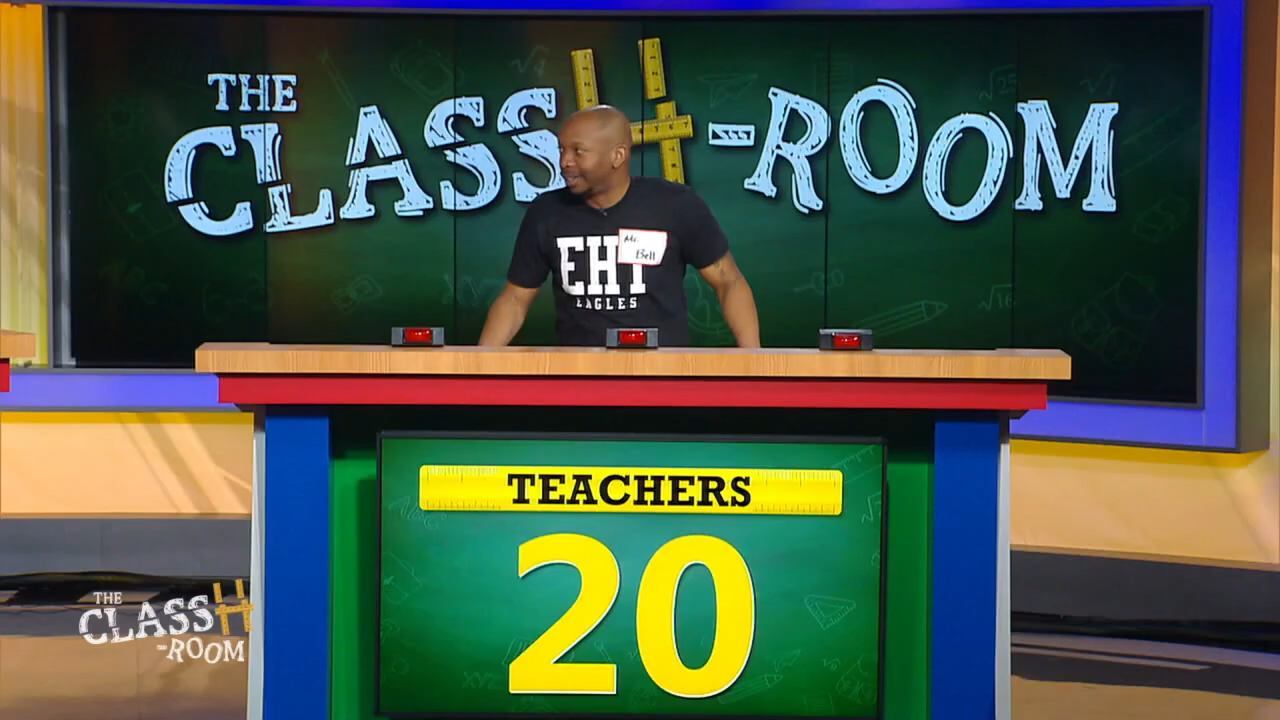 THE
CLASSH-ROOM
Mr.
Bell
EHT
EAGLES
TEACHERS
20
THE
CLASSH
-ROOM